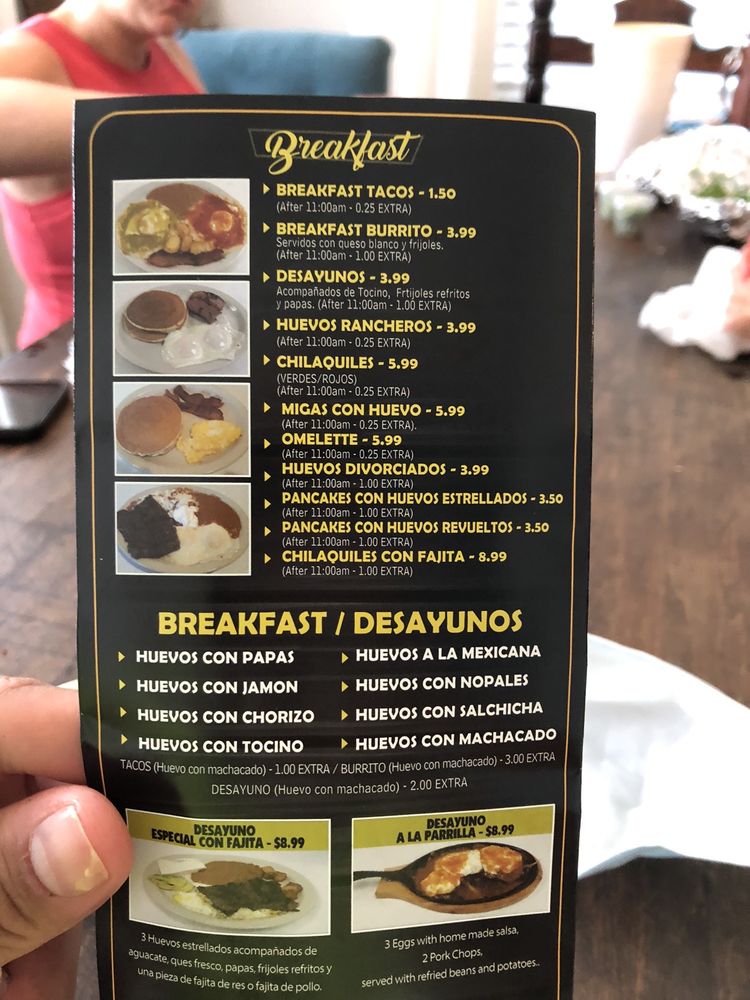 Breakfast
BREAKFAST TACOS - 1.50
(After 11:00am - 0.25 EXTRA)
BREAKFAST BURRITO - 3.99
Servidos con queso blanco y frijoles.
(After 11:00am - 1.00 EXTRA)
DESAYUNOS - 3.99
Acompañados de Tocino, Frtijoles refritos
y papas. (After 11:00am - 1.00 EXTRA)
HUEVOS RANCHEROS - 3.99
(After 11:00am - 0.25 EXTRA)
CHILAQUILES - 5.99
(VERDES/ROJOS)
(After 11:00am - 0.25 EXTRA)
MIGAS CON HUEVO - 5.99
(After 11:00am - 0.25 EXTRA).
OMELETTE - 5.99
(After 11:00am - 0.25 EXTRA)
HUEVOS DIVORCIADOS - 3.99
(After 11:00am - 1.00 EXTRA)
PANCAKES CON HUEVOS ESTRELLADOS - 3.50
(After 11:00am - 1.00 EXTRA)
PANCAKES CON HUEVOS REVUELTOS - 3.50
(After 11:00am - 1.00 EXTRA)
CHILAQUILES CON FAJITA - 8.99
(After 11:00am - 1.00 EXTRA)
BREAKFAST / DESAYUNOS
HUEVOS CON PAPAS
HUEVOS CON JAMON
HUEVOS CON CHORIZO
HUEVOS CON TOCINO
HUEVOS A LA MEXICANA
HUEVOS CON NOPALES
HUEVOS CON SALCHICHA
HUEVOS CON MACHACADO
TACOS (Huevo con machacado) - 1.00 EXTRA / BURRITO (Huevo con machacado) - 3.00 EXTRA
DESAYUNO (Huevo con machacado) - 2.00 EXTRA
DESAYUNO
ESPECIAL CON FAJITA - $8.99
3 Huevos estrellados acompañados de
aguacate, ques fresco, papas, frijoles refritos y
una pieza de fajita de res o fajita de pollo.
DESAYUNO
A LA PARRILLA - $8.99
3 Eggs with home made salsa,
2 Pork Chops,
served with refried beans and potatoes..